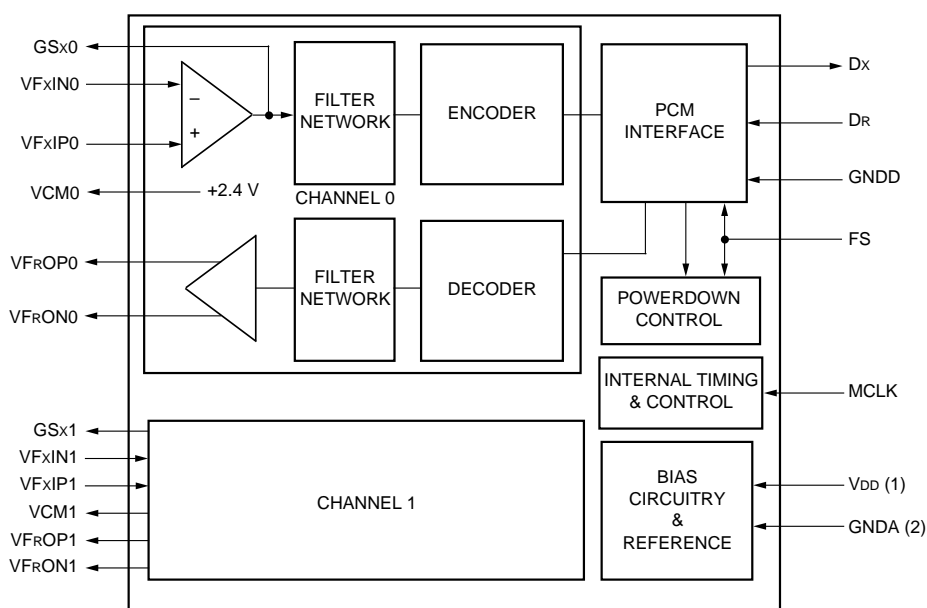 GSx0
VFxIN0
VFxIP0
VCM0
+2.4 V
–
+
FILTER
NETWORK
ENCODER
CHANNEL 0
VFROP0
VFRON0
FILTER
NETWORK
DECODER
PCM
INTERFACE
Dx
DR
GNDD
FS
POWERDOWN
CONTROL
INTERNAL TIMING
& CONTROL
MCLK
GSx1
VFxIN1
VFxIP1
VCM1
VFROP1
VFRON1
CHANNEL 1
BIAS
CIRCUITRY
&
REFERENCE
VDD (1)
GNDA (2)